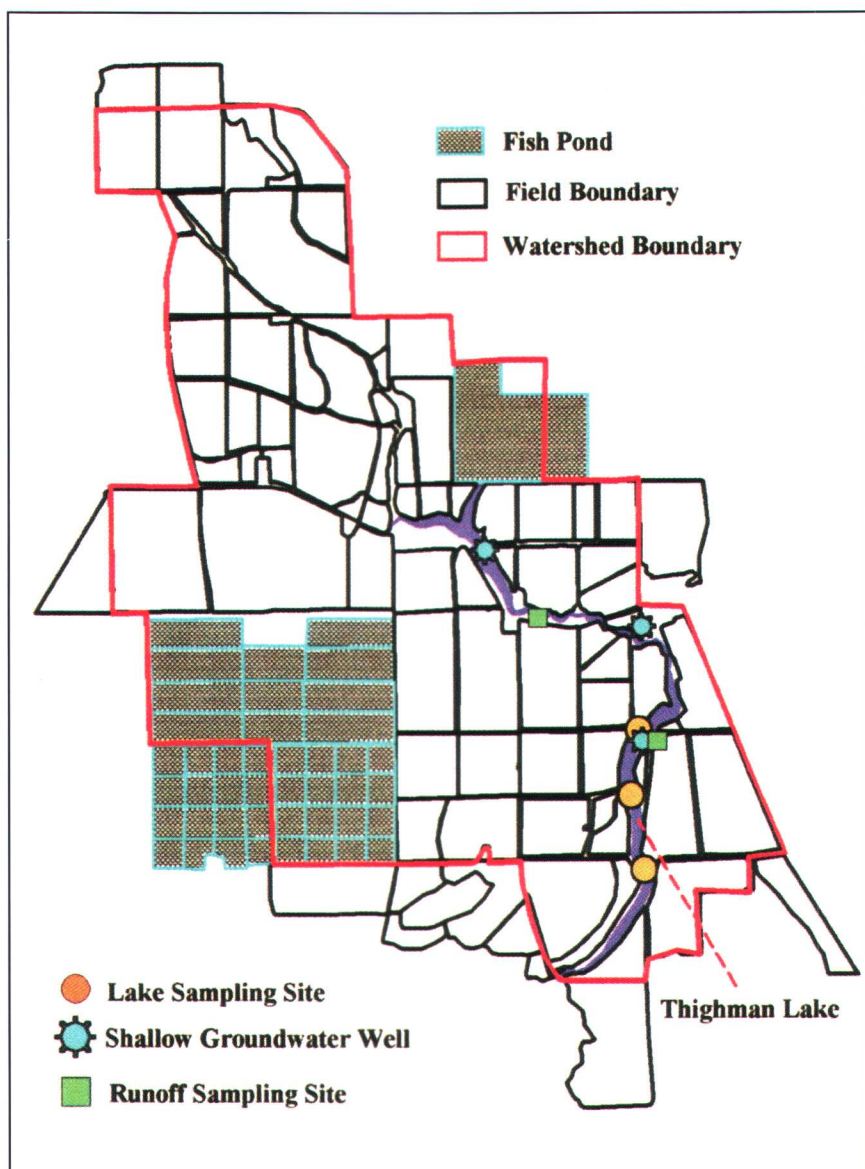 Fish Pond
Field Boundary
Watershed Boundary
Lake Sampling Site
Shallow Groundwater Well
Runoff Sampling Site
Thighman Lake